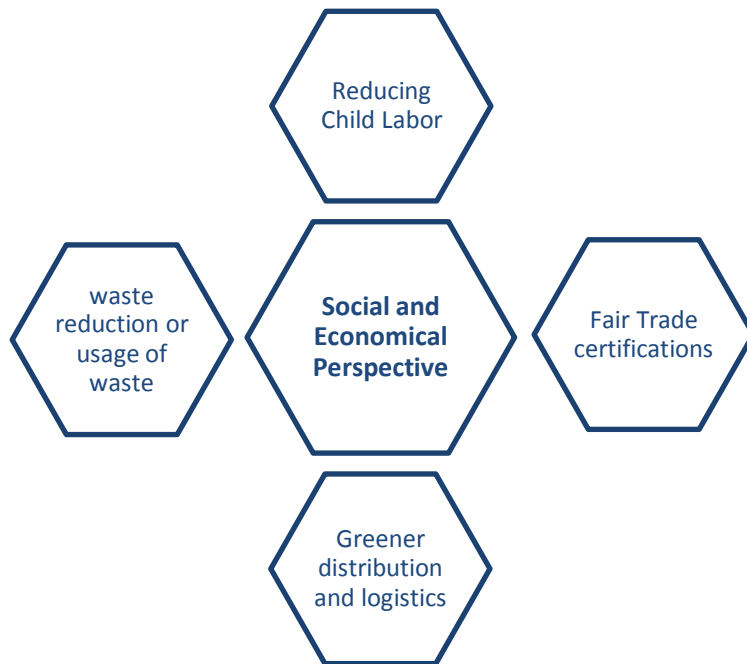 Reducing
Child Labor
waste
reduction or
usage of
waste
Social and
Economical
Perspective
Fair Trade
certifications
Greener
distribution
and logistics